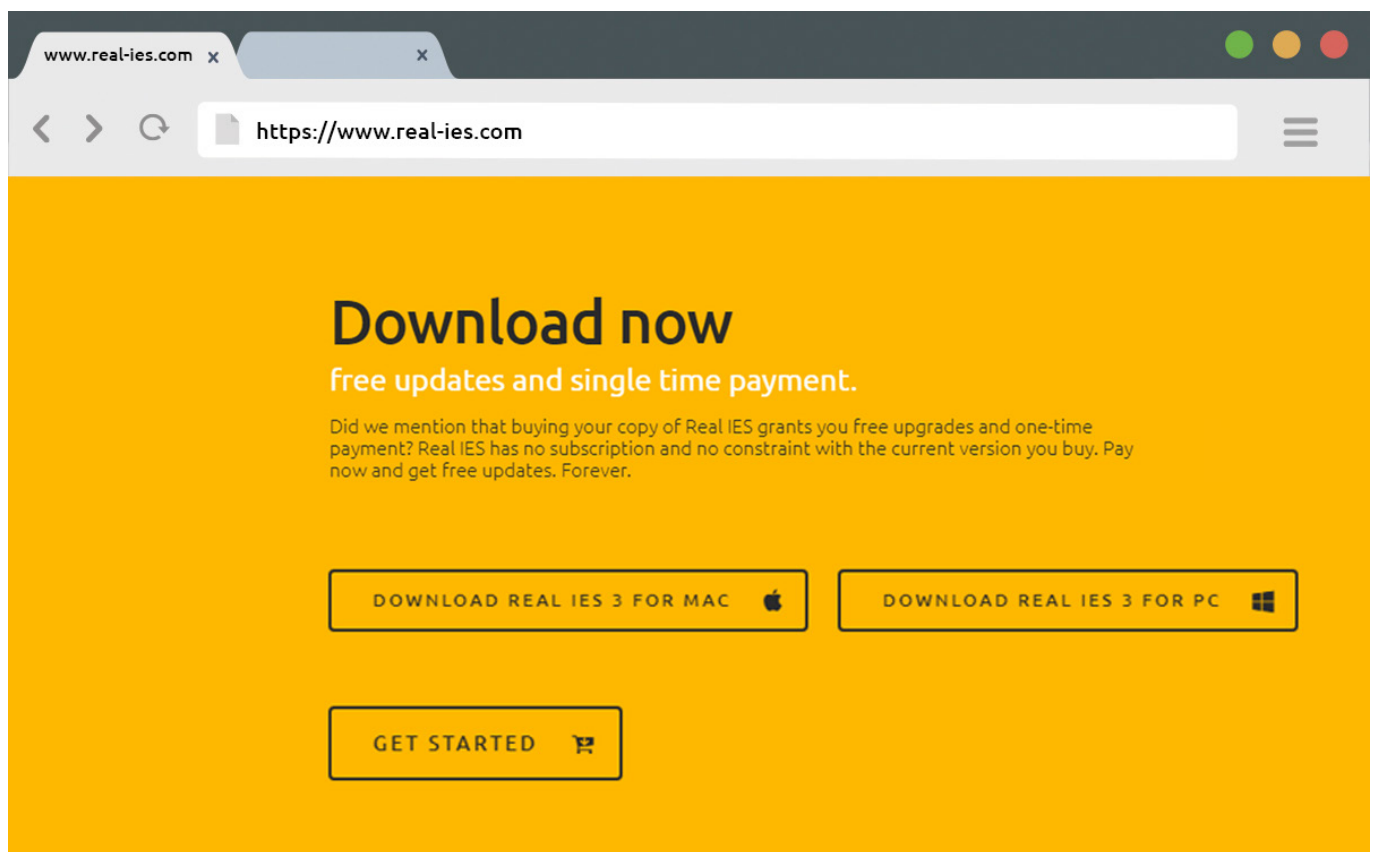 www.real-ies.com x
x
https://www.real-ies.com
Download now
free updates and single time payment.
Did we mention that buying your copy of Real IES grants you free upgrades and one-time
payment? Real IES has no subscription and no constraint with the current version you buy. Pay
now and get free updates. Forever.
DOWNLOAD REAL IES 3 FOR MAC
DOWNLOAD REAL IES 3 FOR PC
GET STARTED